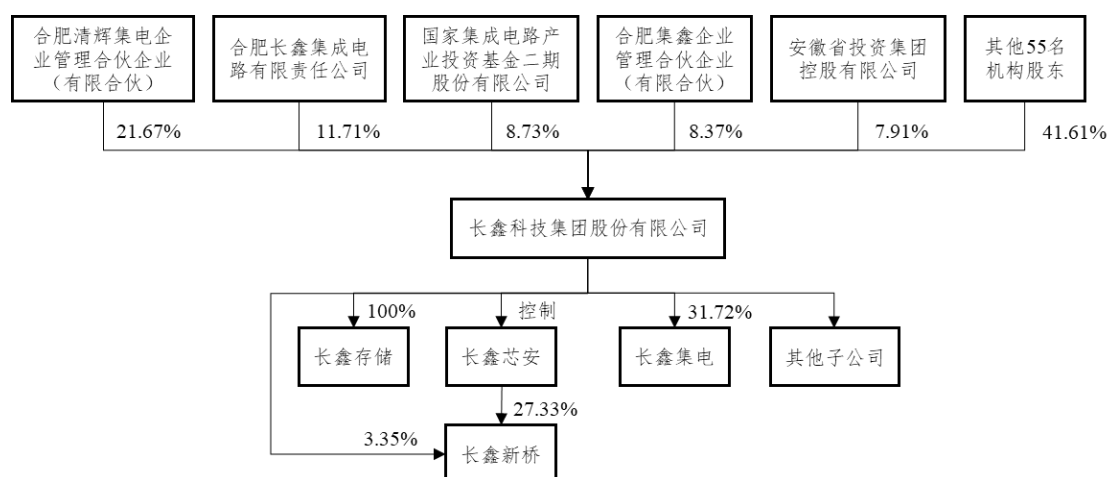 合肥清辉集电企
业管理合伙企业
（有限合伙）
合肥长鑫集成电
路有限责任公司
国家集成电路产
业投资基金二期
股份有限公司
合肥集鑫企业
管理合伙企业
（有限合伙）
安徽省投资集团
控股有限公司
其他55名
机构股东
21.67%
11.71%
8.73%
8.37%
7.91%
41.61%
长鑫科技集团股份有限公司
100%
控制
31.72%
长鑫存储
长鑫芯安
长鑫集电
其他子公司
27.33%
3.35%
长鑫新桥